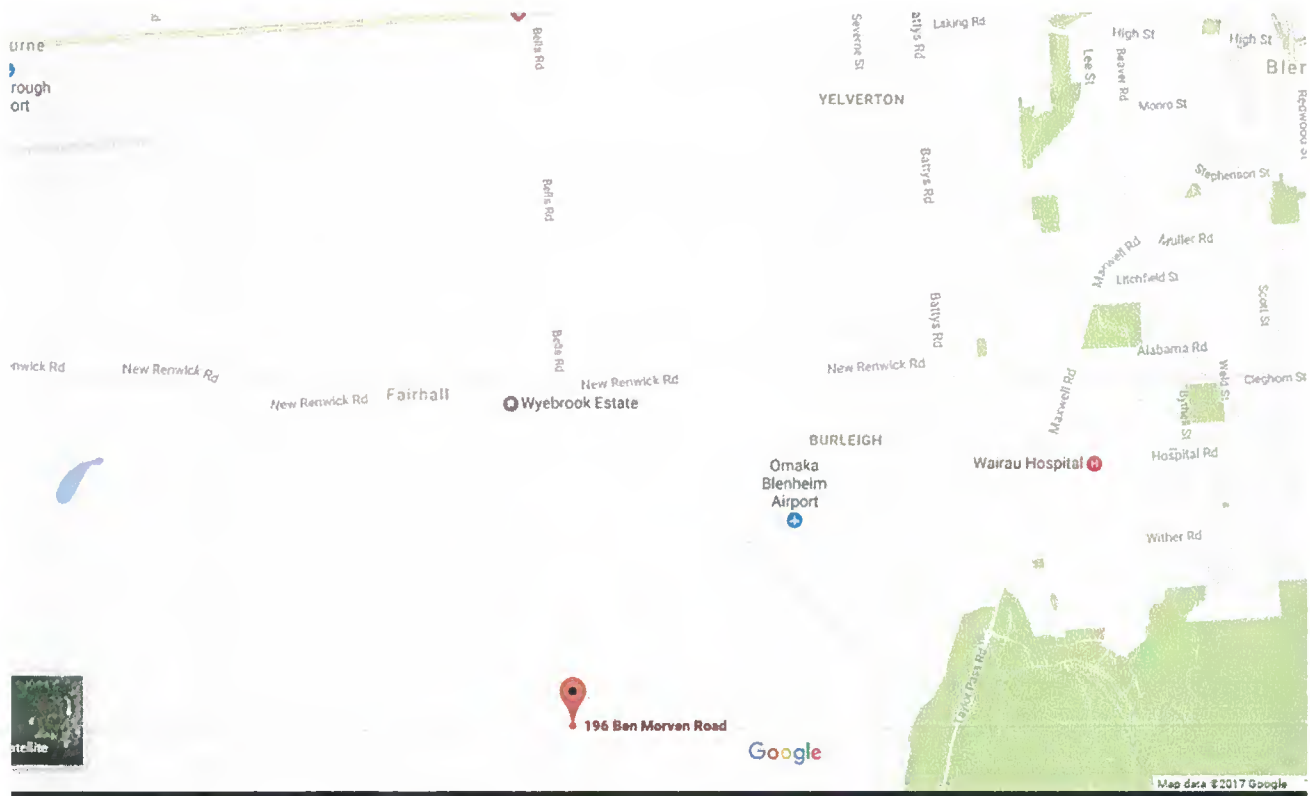 Bells Rd
Severne St
attys Rd
Laking Rd
High St
High St
urne
rough
ort
Lee St
Beaver Rd
Bler
YELVERTON
Monro St
Redwood St
Battys Rd
Stephenson St
Bells Rd
Maxwell Rd
Muller Rd
Litchfield St
Scott St
Battys Rd
Bells Rd
Alabama Rd
nwick Rd
New Renwick Rd
New Renwick Rd
Weld St
Cleghorn St
New Renwick Rd
New Renwick Rd
Fairhall
Wyebrook Estate
Maxwell Rd
Bythell St
BURLEIGH
Hospital Rd
Omaka
Blenheim
Airport
Wairau Hospital
H
Wither Rd
Taylor Pass Rd
196 Ben Morven Road
atellite
Google
Map data ©2017 Google